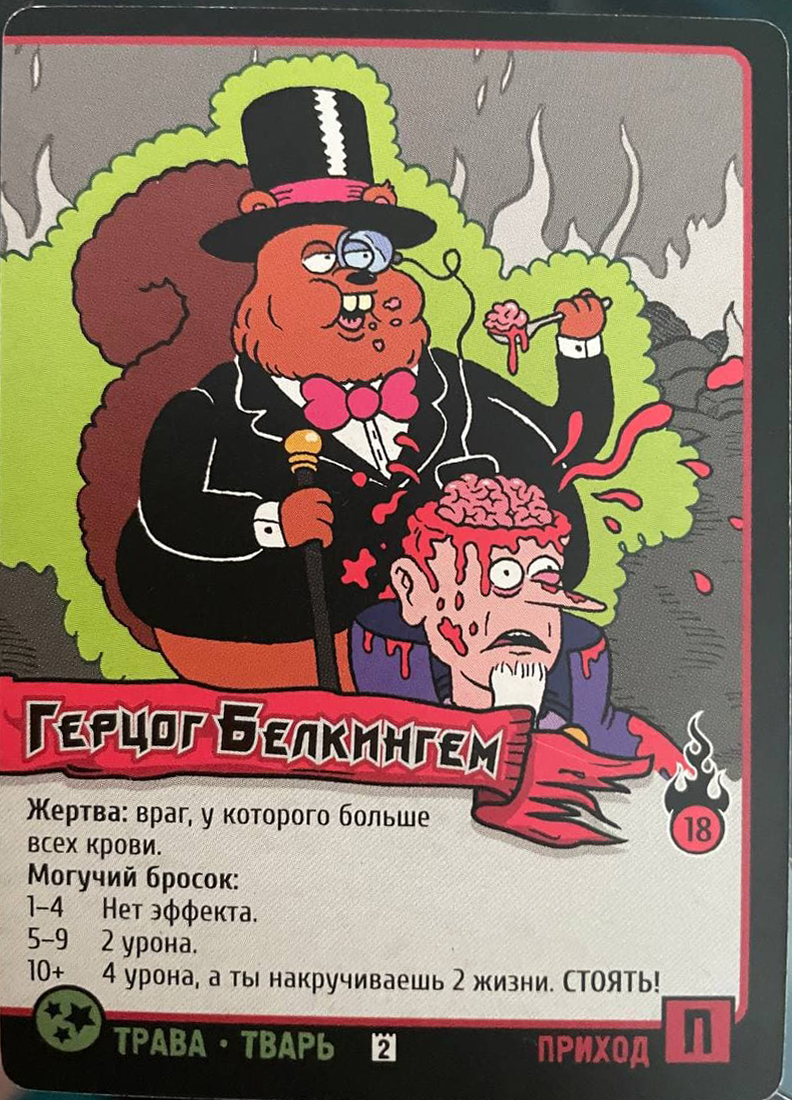 Герцог Белкингем
18
Жертва: враг, у которого больше
всех крови.
Могучий бросок:
1–4 Нет эффекта.
5–9 2 урона.
10+ 4 урона, а ты накручиваешь 2 жизни. СТОЯТЬ!
ТРАВА · ТВАРЬ 2 ПРИХОД П